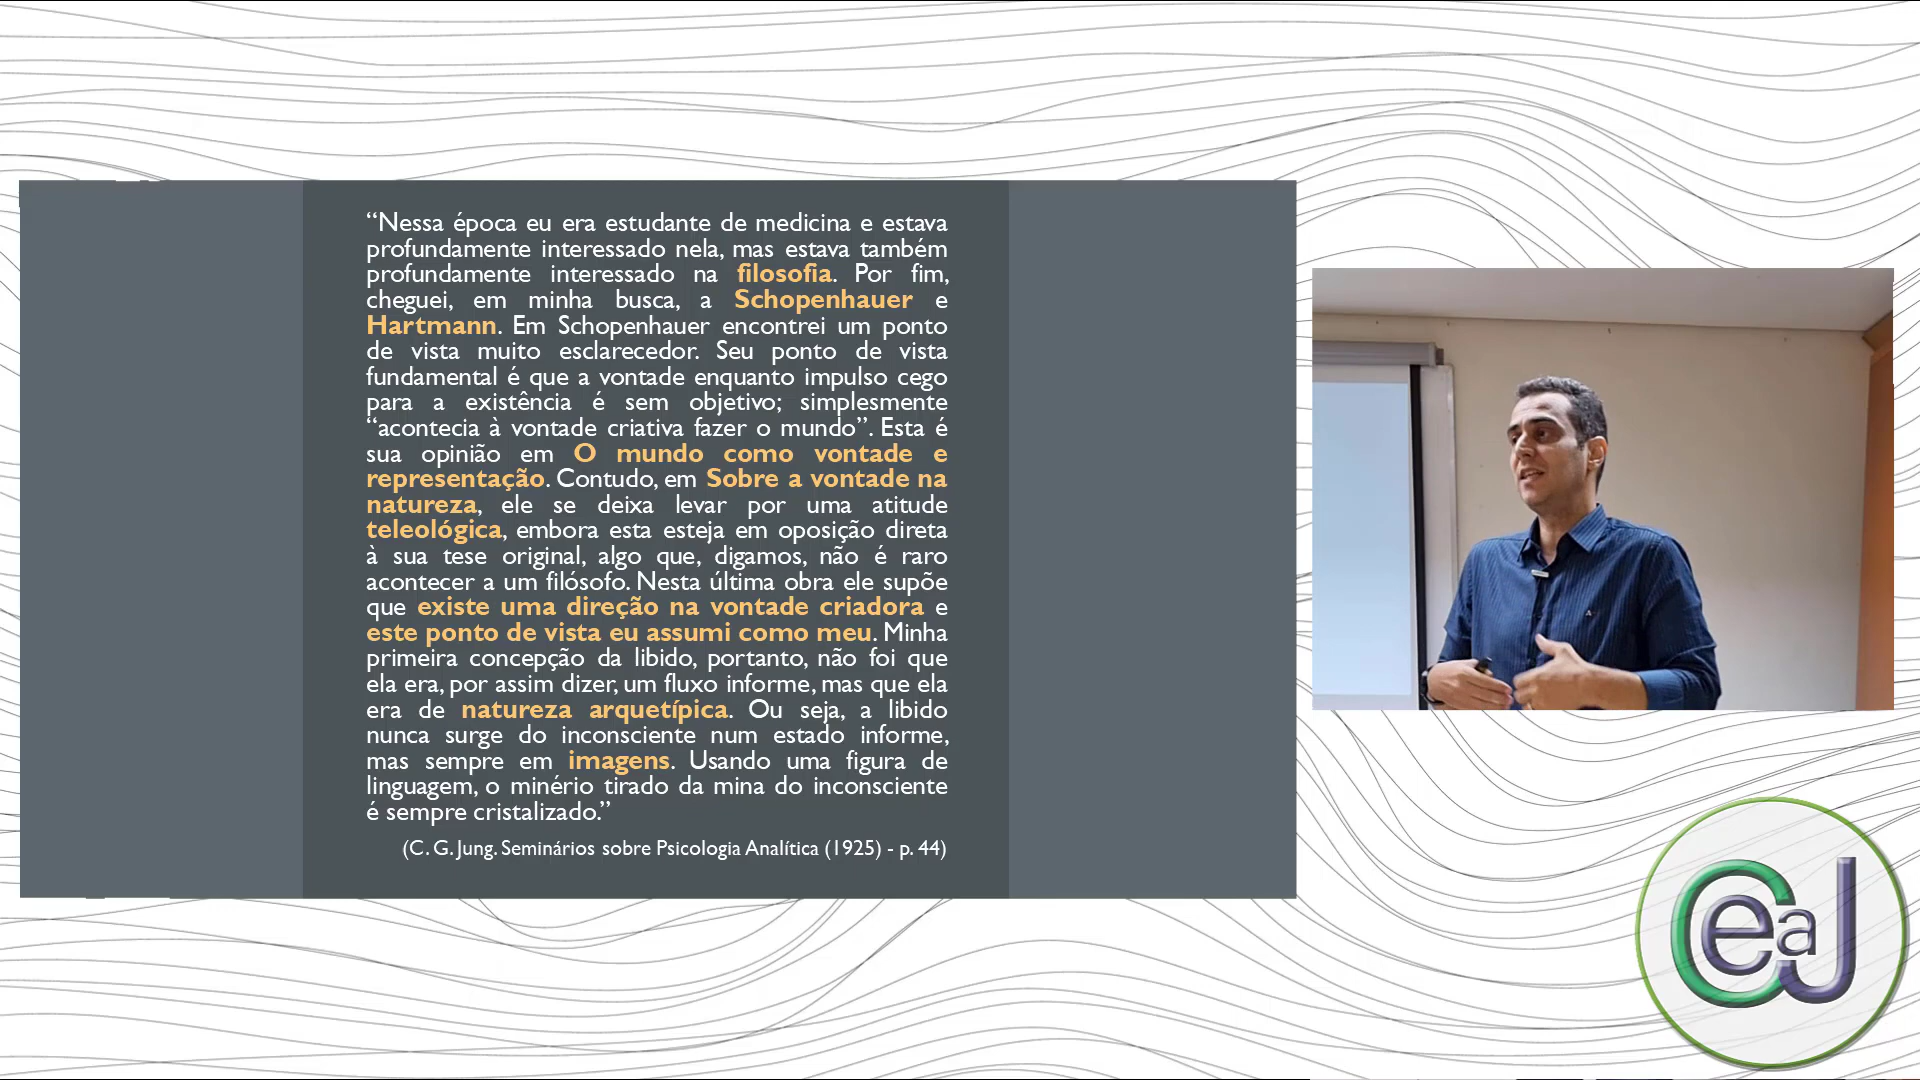 “Nessa época eu era estudante de medicina e estava
profundamente interessado nela, mas estava também
profundamente interessado na filosofia. Por fim,
cheguei, em minha busca, a Schopenhauer e
Hartmann. Em Schopenhauer encontrei um ponto
de vista muito esclarecedor. Seu ponto de vista
fundamental é que a vontade enquanto impulso cego
para a existência é sem objetivo; simplesmente
“acontecia à vontade criativa fazer o mundo”. Esta é
sua opinião em O mundo como vontade e
representação. Contudo, em Sobre a vontade na
natureza, ele se deixa levar por uma atitude
teleológica, embora esta esteja em oposição direta
à sua tese original, algo que, digamos, não é raro
acontecer a um filósofo. Nesta última obra ele supõe
que existe uma direção na vontade criadora e
este ponto de vista eu assumi como meu. Minha
primeira concepção da libido, portanto, não foi que
ela era, por assim dizer, um fluxo informe, mas que ela
era de natureza arquetípica. Ou seja, a libido
nunca surge do inconsciente num estado informe,
mas sempre em imagens. Usando uma figura de
linguagem, o minério tirado da mina do inconsciente
é sempre cristalizado.”
(C. G. Jung. Seminários sobre Psicologia Analítica (1925) - p. 44)
CeaJ